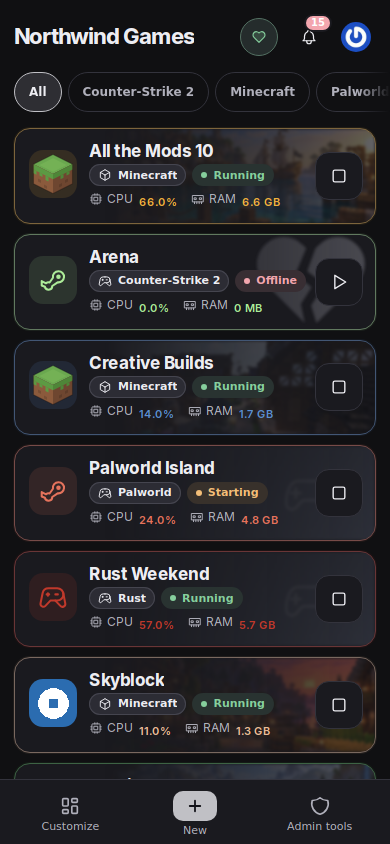 Northwind Games
15
All
Counter-Strike 2
Minecraft
Palworld
All the Mods 10
Minecraft
Running
CPU 66.0% RAM 6.6 GB
Arena
Counter-Strike 2
Offline
CPU 0.0% RAM 0 MB
Creative Builds
Minecraft
Running
CPU 14.0% RAM 1.7 GB
Palworld Island
Palworld
Starting
CPU 24.0% RAM 4.8 GB
Rust Weekend
Rust
Running
CPU 57.0% RAM 5.7 GB
Skyblock
Minecraft
Running
CPU 11.0% RAM 1.3 GB
Customize
New
Admin tools